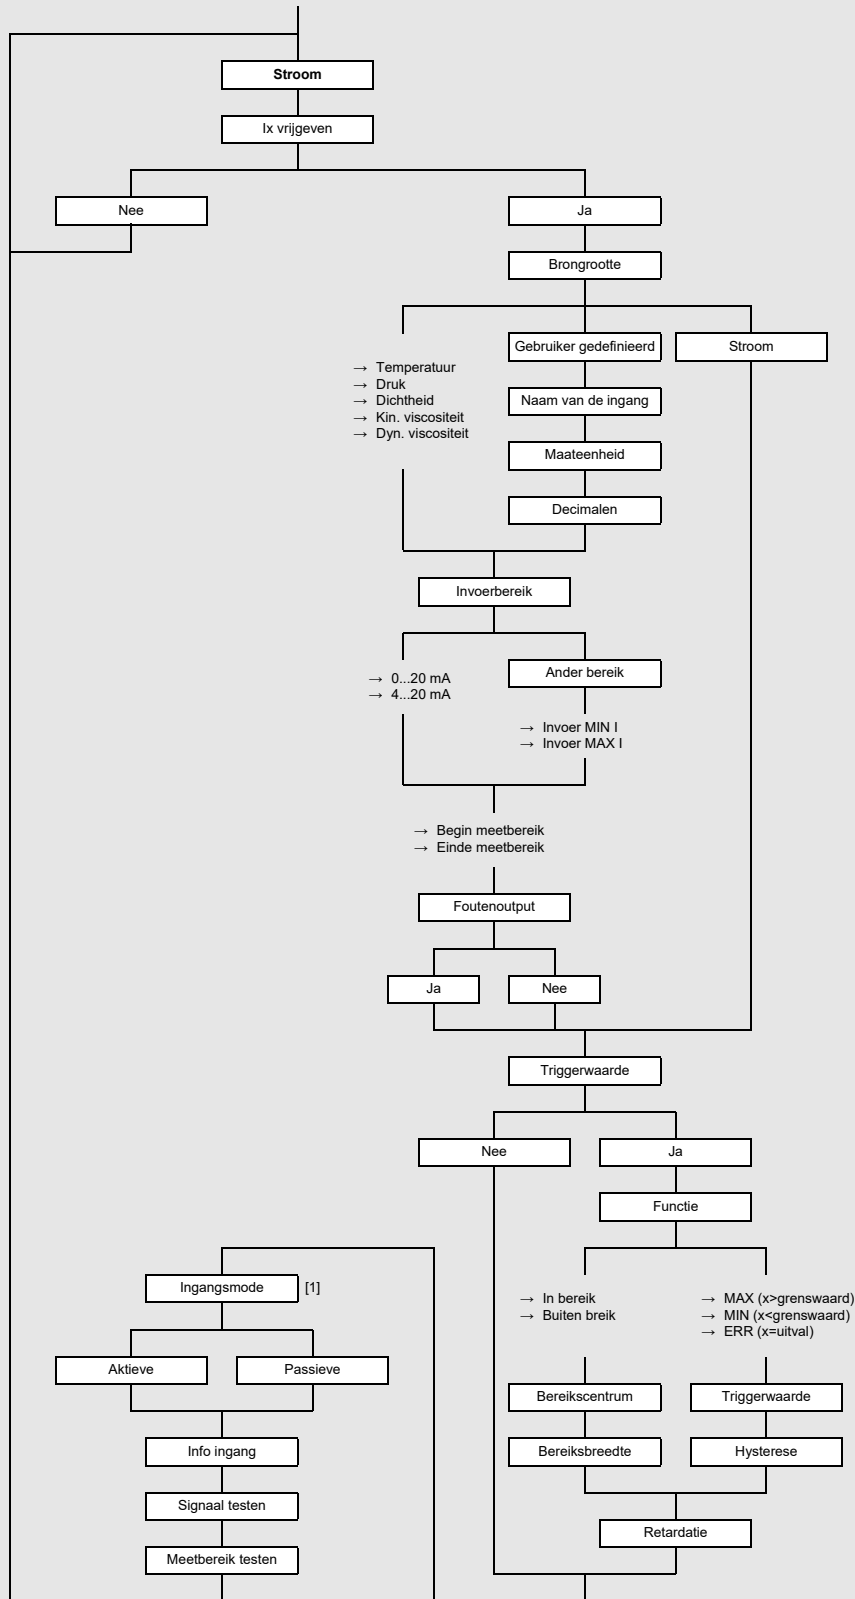 Stroom
Ix vrijgeven
Nee
Ja
Brongrootte
→ Temperatuur
→ Druk
→ Dichtheid
→ Kin. viscositeit
→ Dyn. viscositeit
Gebruiker gedefinieerd
Stroom
Naam van de ingang
Maateenheid
Decimalen
Invoerbereik
→ 0...20 mA
→ 4...20 mA
Ander bereik
→ Invoer MIN I
→ Invoer MAX I
→ Begin meetbereik
→ Einde meetbereik
Foutenoutput
Ja
Nee
Triggerwaarde
Nee
Ja
Functie
→ In bereik
→ Buiten breik
→ MAX (x>grenswaard)
→ MIN (x<grenswaard)
→ ERR (x=uitval)
Bereikscentrum
Triggerwaarde
Bereiksbreedte
Hysterese
Retardatie
Ingangsmode [1]
Aktieve
Passieve
Info ingang
Signaal testen
Meetbereik testen